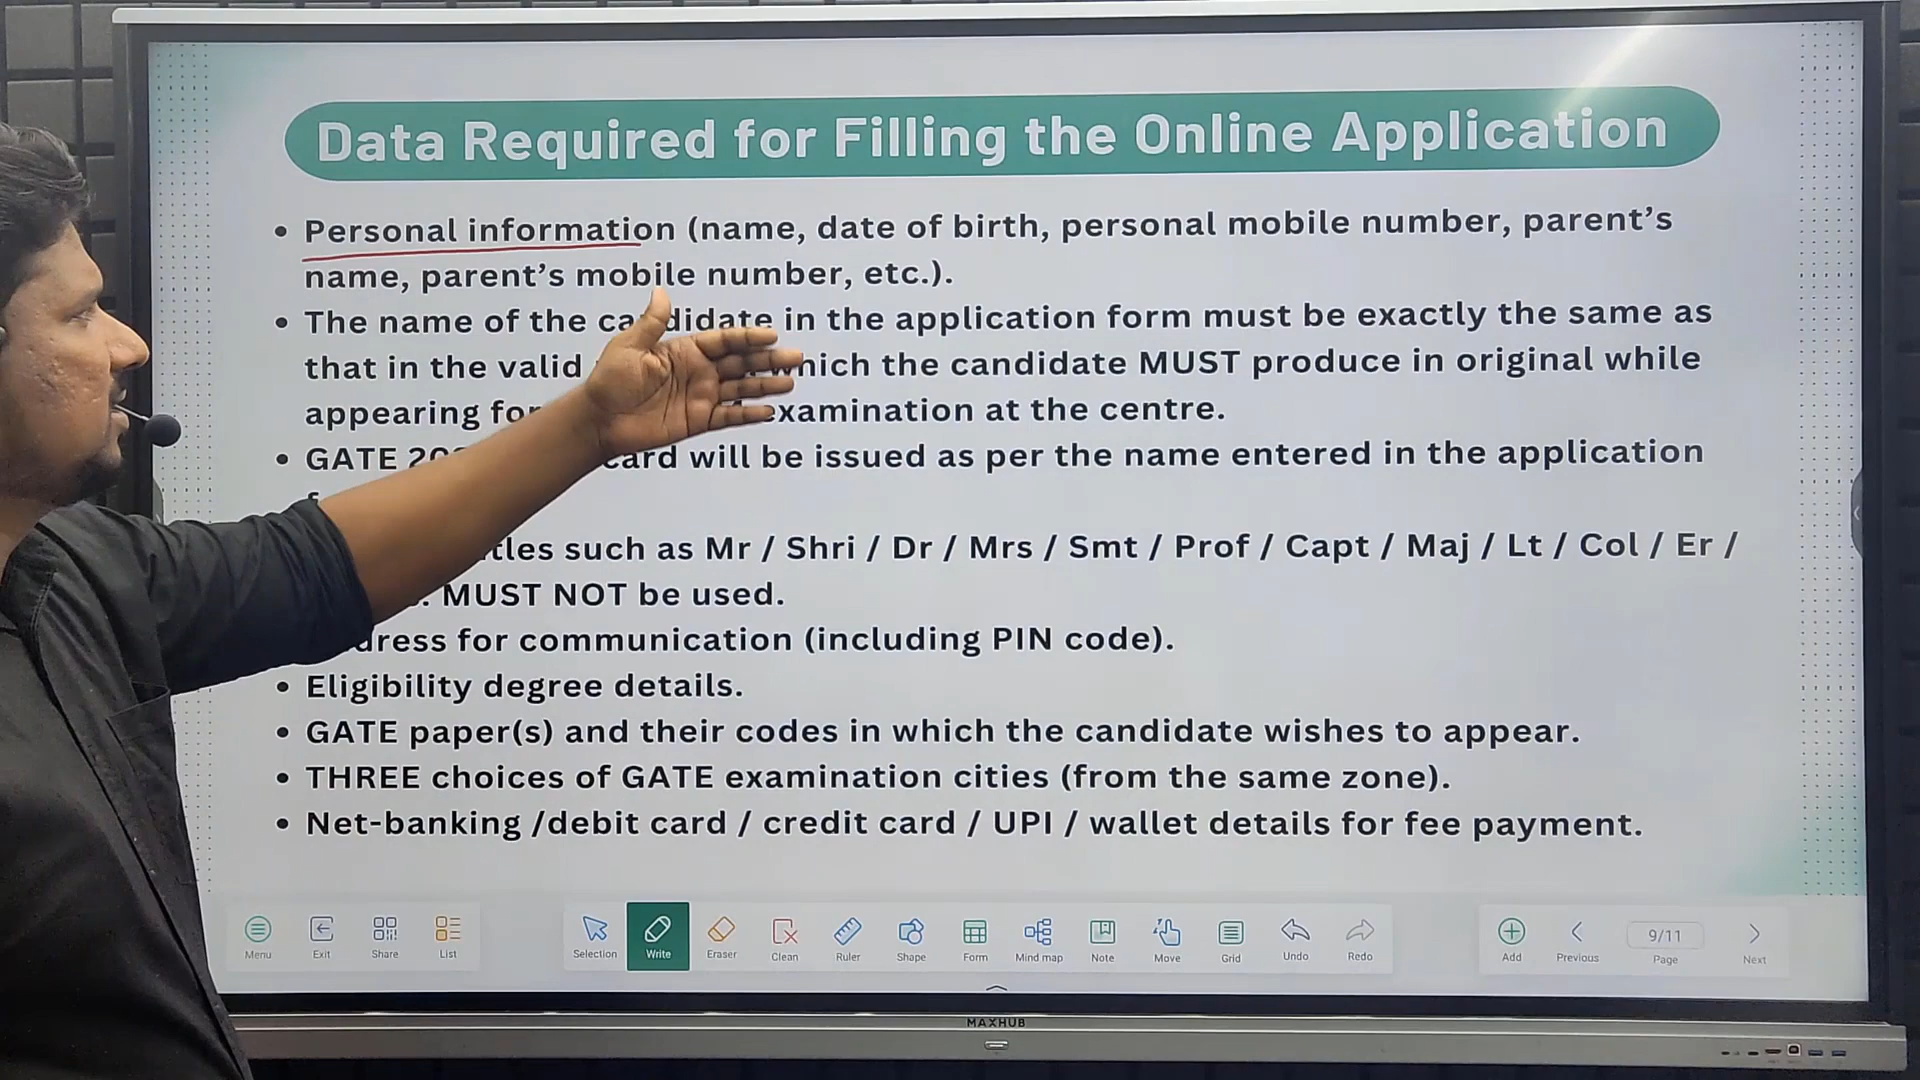 Data Required for Filling the Online Application
• Personal information (name, date of birth, personal mobile number, parent's
name, parent's mobile number, etc.).
• The name of the candidate in the application form must be exactly the same as
that in the valid which the candidate MUST produce in original while
appearing for examination at the centre.
• GATE card will be issued as per the name entered in the application
such as Mr / Shri / Dr / Mrs / Smt / Prof / Capt / Maj / Lt / Col / Er /
MUST NOT be used.
for communication (including PIN code).
• Eligibility degree details.
• GATE paper(s) and their codes in which the candidate wishes to appear.
• THREE choices of GATE examination cities (from the same zone).
• Net-banking /debit card / credit card / UPI / wallet details for fee payment.
Menu Exit Share List Selection Write Eraser Clean Ruler Shape Form Mind map Note Move Grid Undo Redo Add Previous 9/11 Page Next
MAXHUB